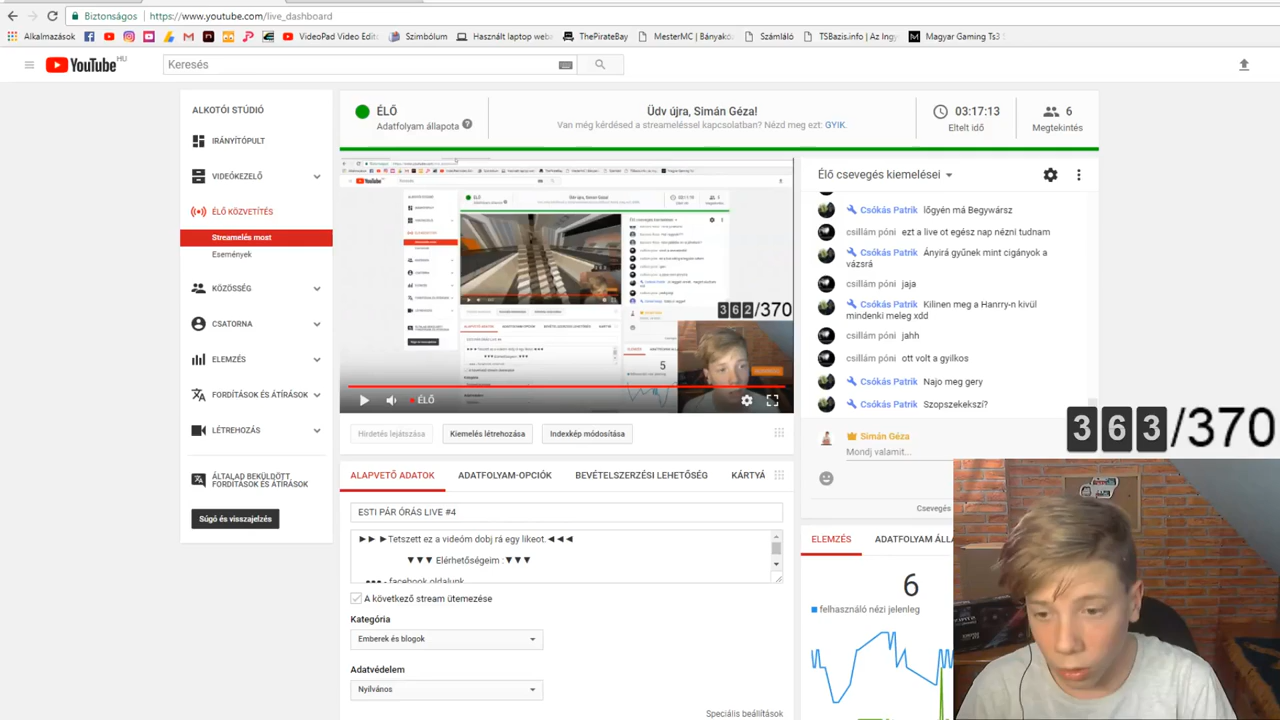 Biztonságos
https://www.youtube.com/live_dashboard
Alkalmazások
VideoPad Video Edit
Szimbólum
Használt laptop web
ThePirateBay
MesterMC | Bányako
Számláló
TSBazis.info | Az Ing
Magyar Gaming Ts3
YouTube HU
Keresés
ALKOTÓI STÚDIÓ
IRÁNYÍTÓPULT
VIDEÓKEZELŐ
ÉLŐ KÖZVETÍTÉS
Streamelés most
Események
KÖZÖSSÉG
CSATORNA
ELEMZÉS
FORDÍTÁSOK ÉS ÁTÍRÁSOK
LÉTREHOZÁS
ÁLTALAD BEKÜLDÖTT
FORDÍTÁSOK ÉS ÁTÍRÁSOK
Súgó és visszajelzés
ÉLŐ
Adatfolyam állapota ?
Üdv újra, Simán Géza!
Van még kérdésed a streameléssel kapcsolatban? Nézd meg ezt: GYIK.
03:17:13
Eltelt idő
6
Megtekintés
362/370
5
ÉLŐ
Hirdetés lejátszása
Kiemelés létrehozása
Indexkép módosítása
ALAPVETŐ ADATOK
ADATFOLYAM-OPCIÓK
BEVÉTELSZERZÉSI LEHETŐSÉG
KÁRTYÁ
ESTI PÁR ÓRÁS LIVE #4
►► ►Tetszett ez a videóm dobj rá egy likeot.◄◄◄
▼▼▼ Elérhetőségeim :▼▼▼
●●● - facebook oldalunk
A következő stream ütemezése
Kategória
Emberek és blogok
Adatvédelem
Nyilvános
Speciális beállítások
Élő csevegés kiemelései
Csókás Patrik Iőgyén má Begywársz
csillám póni ezt a live ot egész nap nézni tudnam
Csókás Patrik Ányirá gyűnek mint cigányok a
vázsrá
csillám póni jaja
Csókás Patrik Kilinen meg a Hanrry-n kivül
mindenki meleg xdd
csillám póni jahh
csillám póni ott volt a gyilkos
Csókás Patrik Najo meg gery
Csókás Patrik Szopszekekszí?
Simán Géza
Mondj valamit...
Csevegés
363/370
ELEMZÉS
ADATFOLYAM ÁLLA
6
felhasználó nézi jelenleg